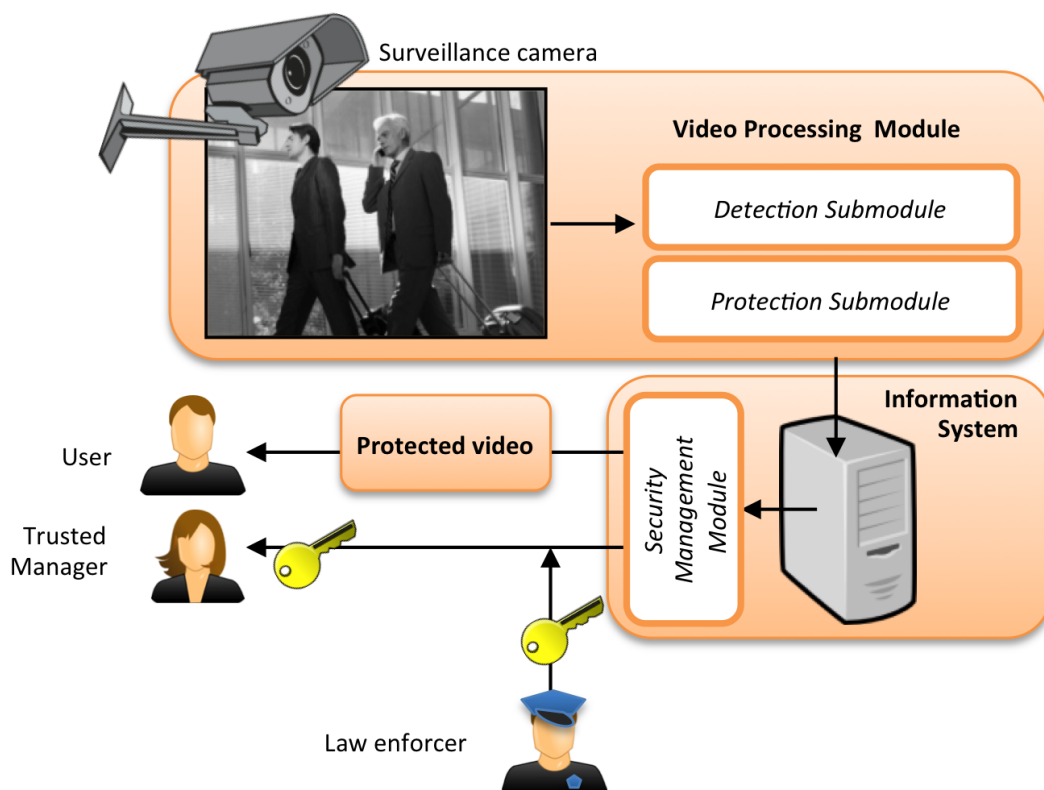 Surveillance camera
Video Processing  Module
Detection Submodule
Protection Submodule
Information
System
Security
Management
Module
Protected video
User
Trusted
Manager
Law enforcer